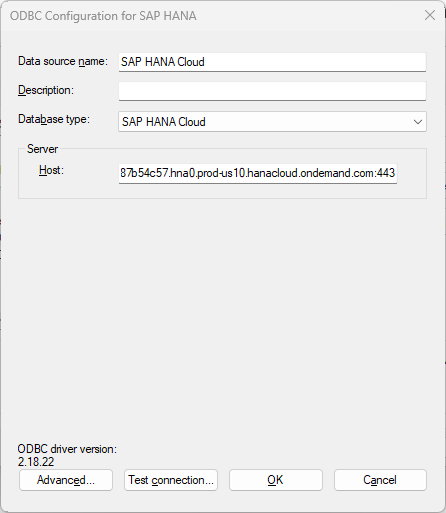 ODBC Configuration for SAP HANA
Data source name: SAP HANA Cloud
Description:
Database type: SAP HANA Cloud
Server
Host: 87b54c57.hna0.prod-us10.hanacloud.ondemand.com:443
ODBC driver version:
2.18.22
Advanced... Test connection... OK Cancel